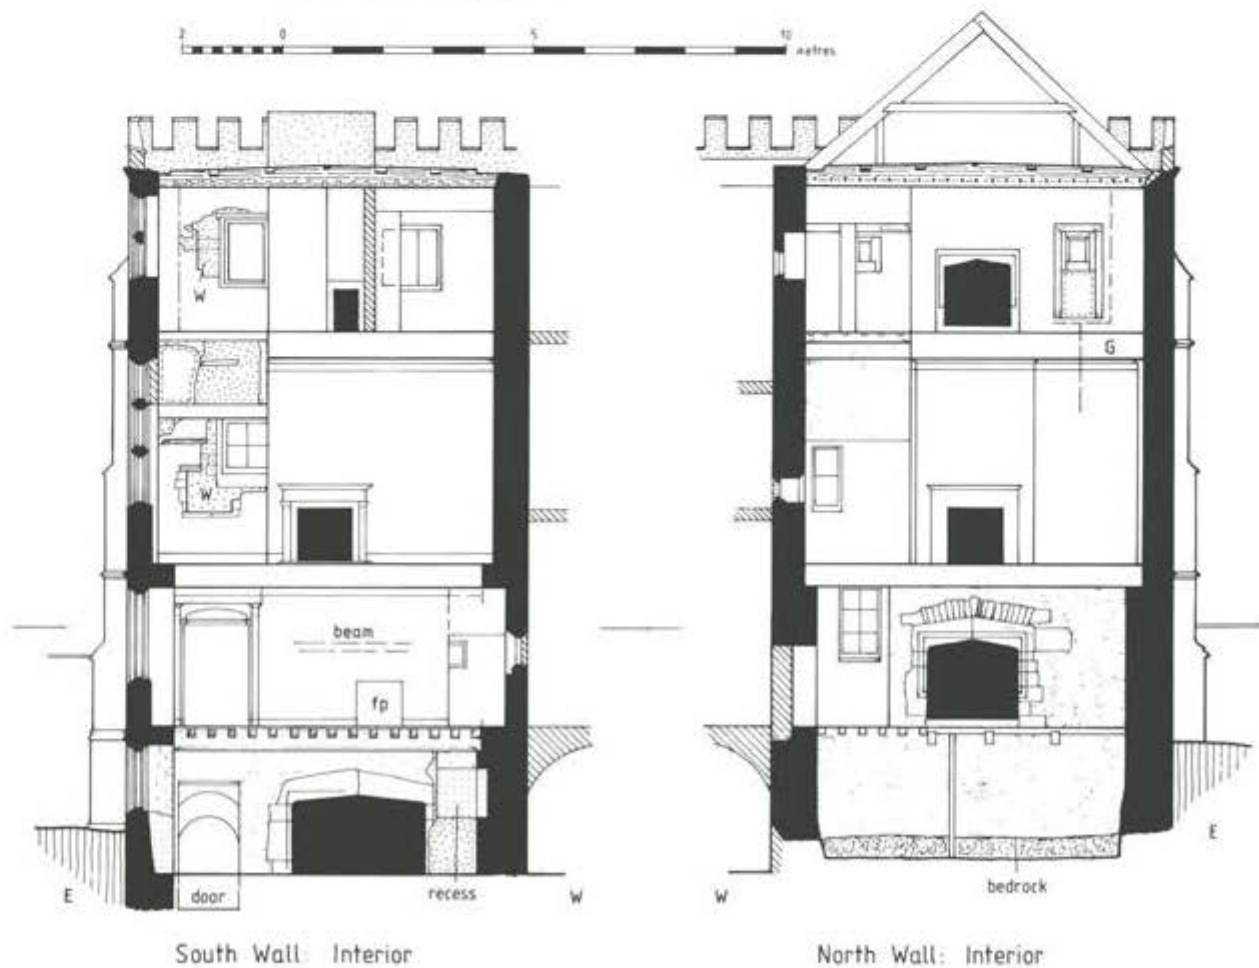 2 0 5 10 metres
W
G
W
beam
fp
E
E
door
recess
W
W
bedrock
South Wall: Interior
North Wall: Interior